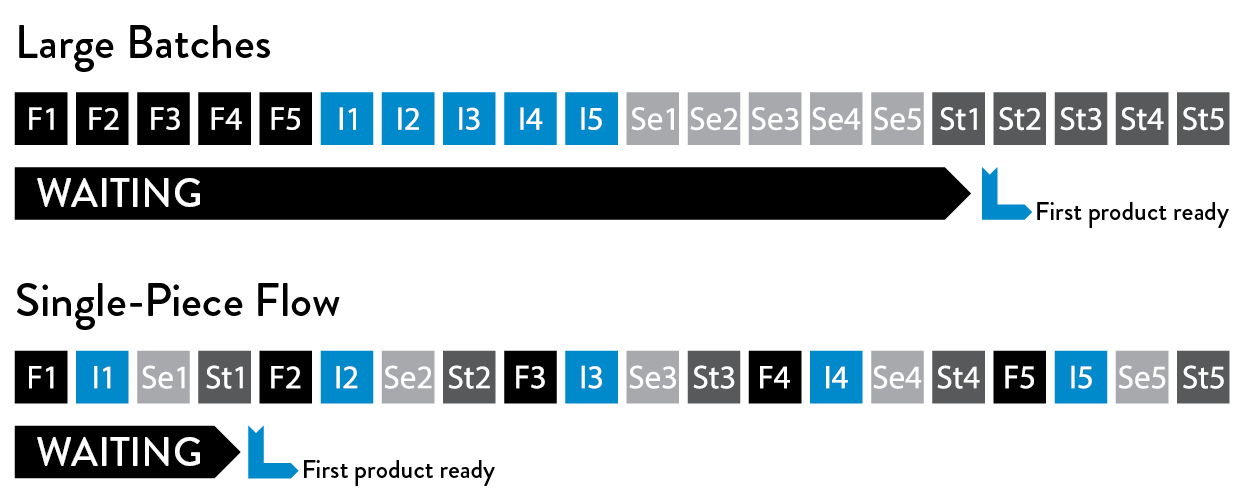 Large Batches
F1 F2 F3 F4 F5 I1 I2 I3 I4 I5 Se1 Se2 Se3 Se4 Se5 St1 St2 St3 St4 St5
WAITING
First product ready
Single-Piece Flow
F1 I1 Se1 St1 F2 I2 Se2 St2 F3 I3 Se3 St3 F4 I4 Se4 St4 F5 I5 Se5 St5
WAITING
First product ready